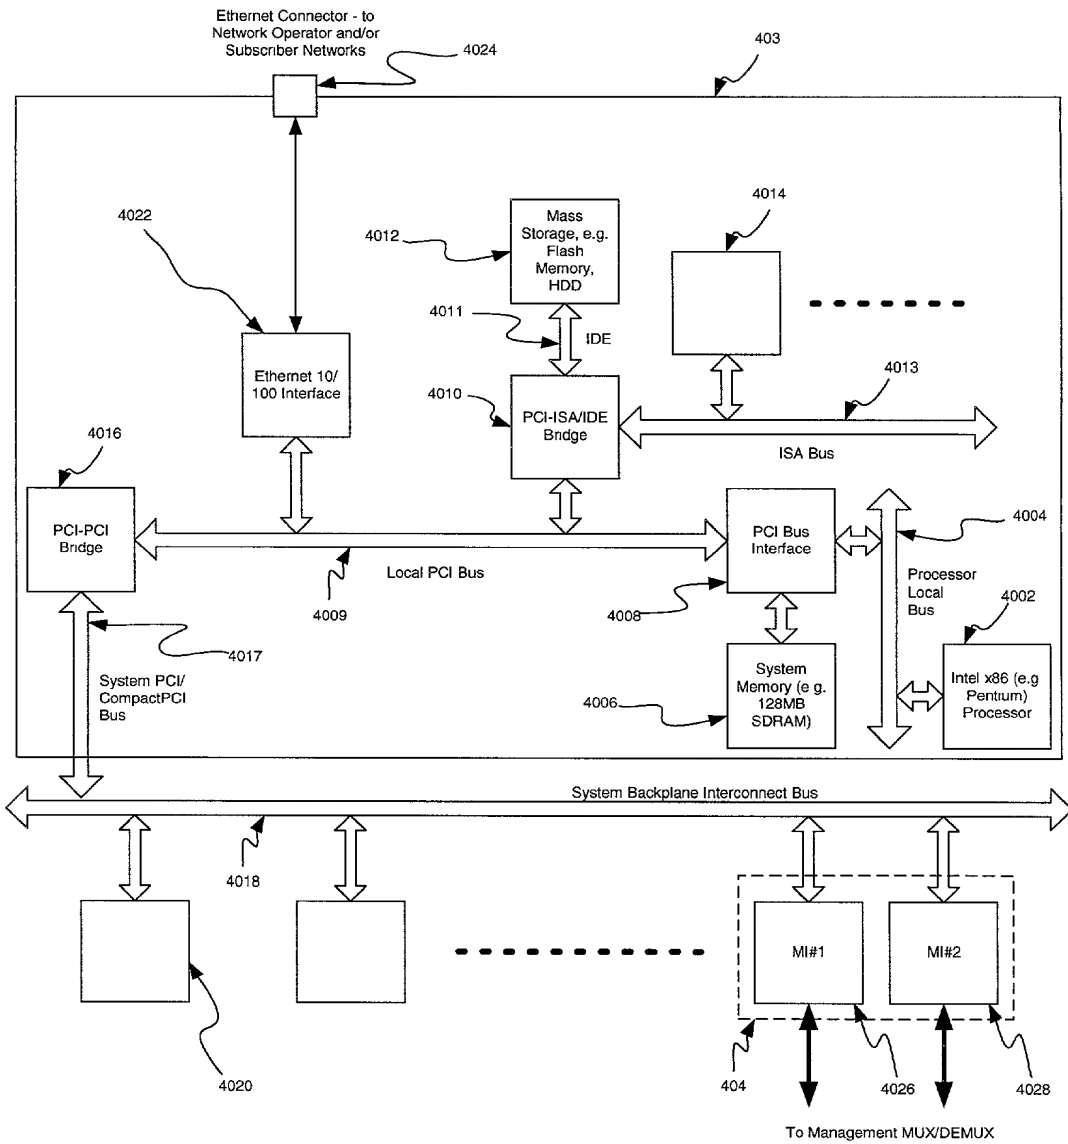 Ethernet Connector - to
Network Operator and/or
Subscriber Networks
4024
403
4022
4012
Mass
Storage, e.g.
Flash
Memory,
HDD
4014
4011
IDE
Ethernet 10/
100 Interface
4010
PCI-ISA/IDE
Bridge
4013
ISA Bus
4016
PCI-PCI
Bridge
PCI Bus
Interface
4004
Local PCI Bus
4009
4008
Processor
Local
Bus
4002
4017
System PCI/
CompactPCI
Bus
4006
System
Memory (e g.
128MB
SDRAM)
Intel x86 (e.g
Pentrum)
Processor
System Backplane Interconnect Bus
4018
MI#1
MI#2
4020
404
4026
4028
To Management MUX/DEMUX